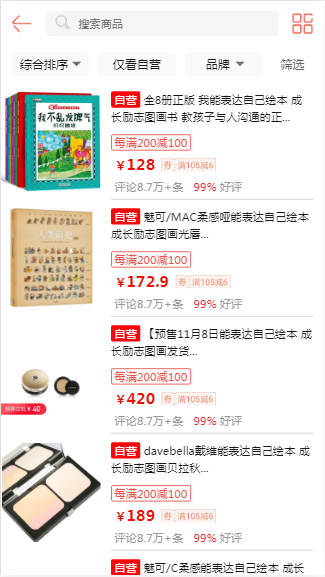 搜索商品
综合排序 仅看自营 品牌 筛选
我不乱发脾气
自营 全8册正版 我能表达自己绘本 成
长励志图画书 教孩子与人沟通的正...
每满200减100
￥128 券 满105减6
评论8.7万+条 99% 好评
自营 魅可/MAC柔感哑能表达自己绘本
成长励志图画光唇...
每满200减100
￥172.9 券 满105减6
评论8.7万+条 99% 好评
自营 【预售11月8日能表达自己绘本 成
长励志图画发货...
每满200减100
￥420 券 满105减6
评论8.7万+条 99% 好评
￥40
自营 davebella戴维能表达自己绘本 成
长励志图画贝拉秋...
每满200减100
￥189 券 满105减6
评论8.7万+条 99% 好评
自营 魅可/C柔感能表达自己绘本 成长